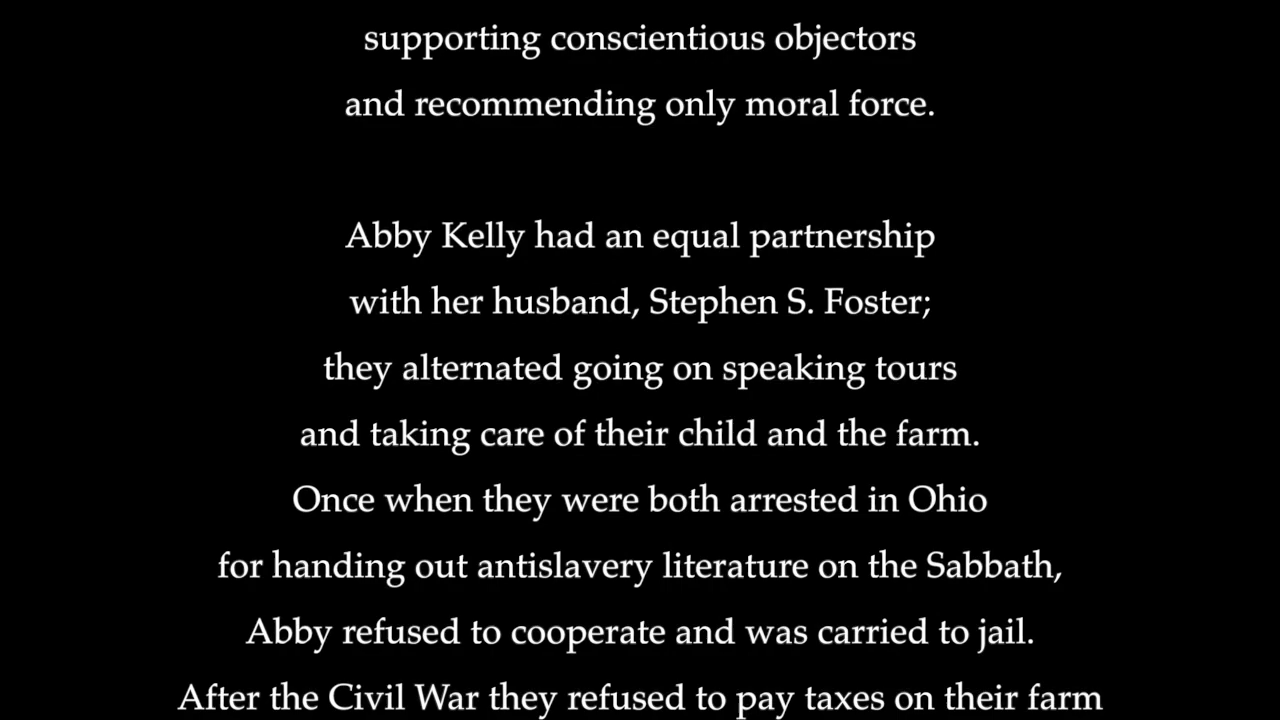 supporting conscientious objectors
and recommending only moral force.
Abby Kelly had an equal partnership
with her husband, Stephen S. Foster;
they alternated going on speaking tours
and taking care of their child and the farm.
Once when they were both arrested in Ohio
for handing out antislavery literature on the Sabbath,
Abby refused to cooperate and was carried to jail.
After the Civil War they refused to pay taxes on their farm